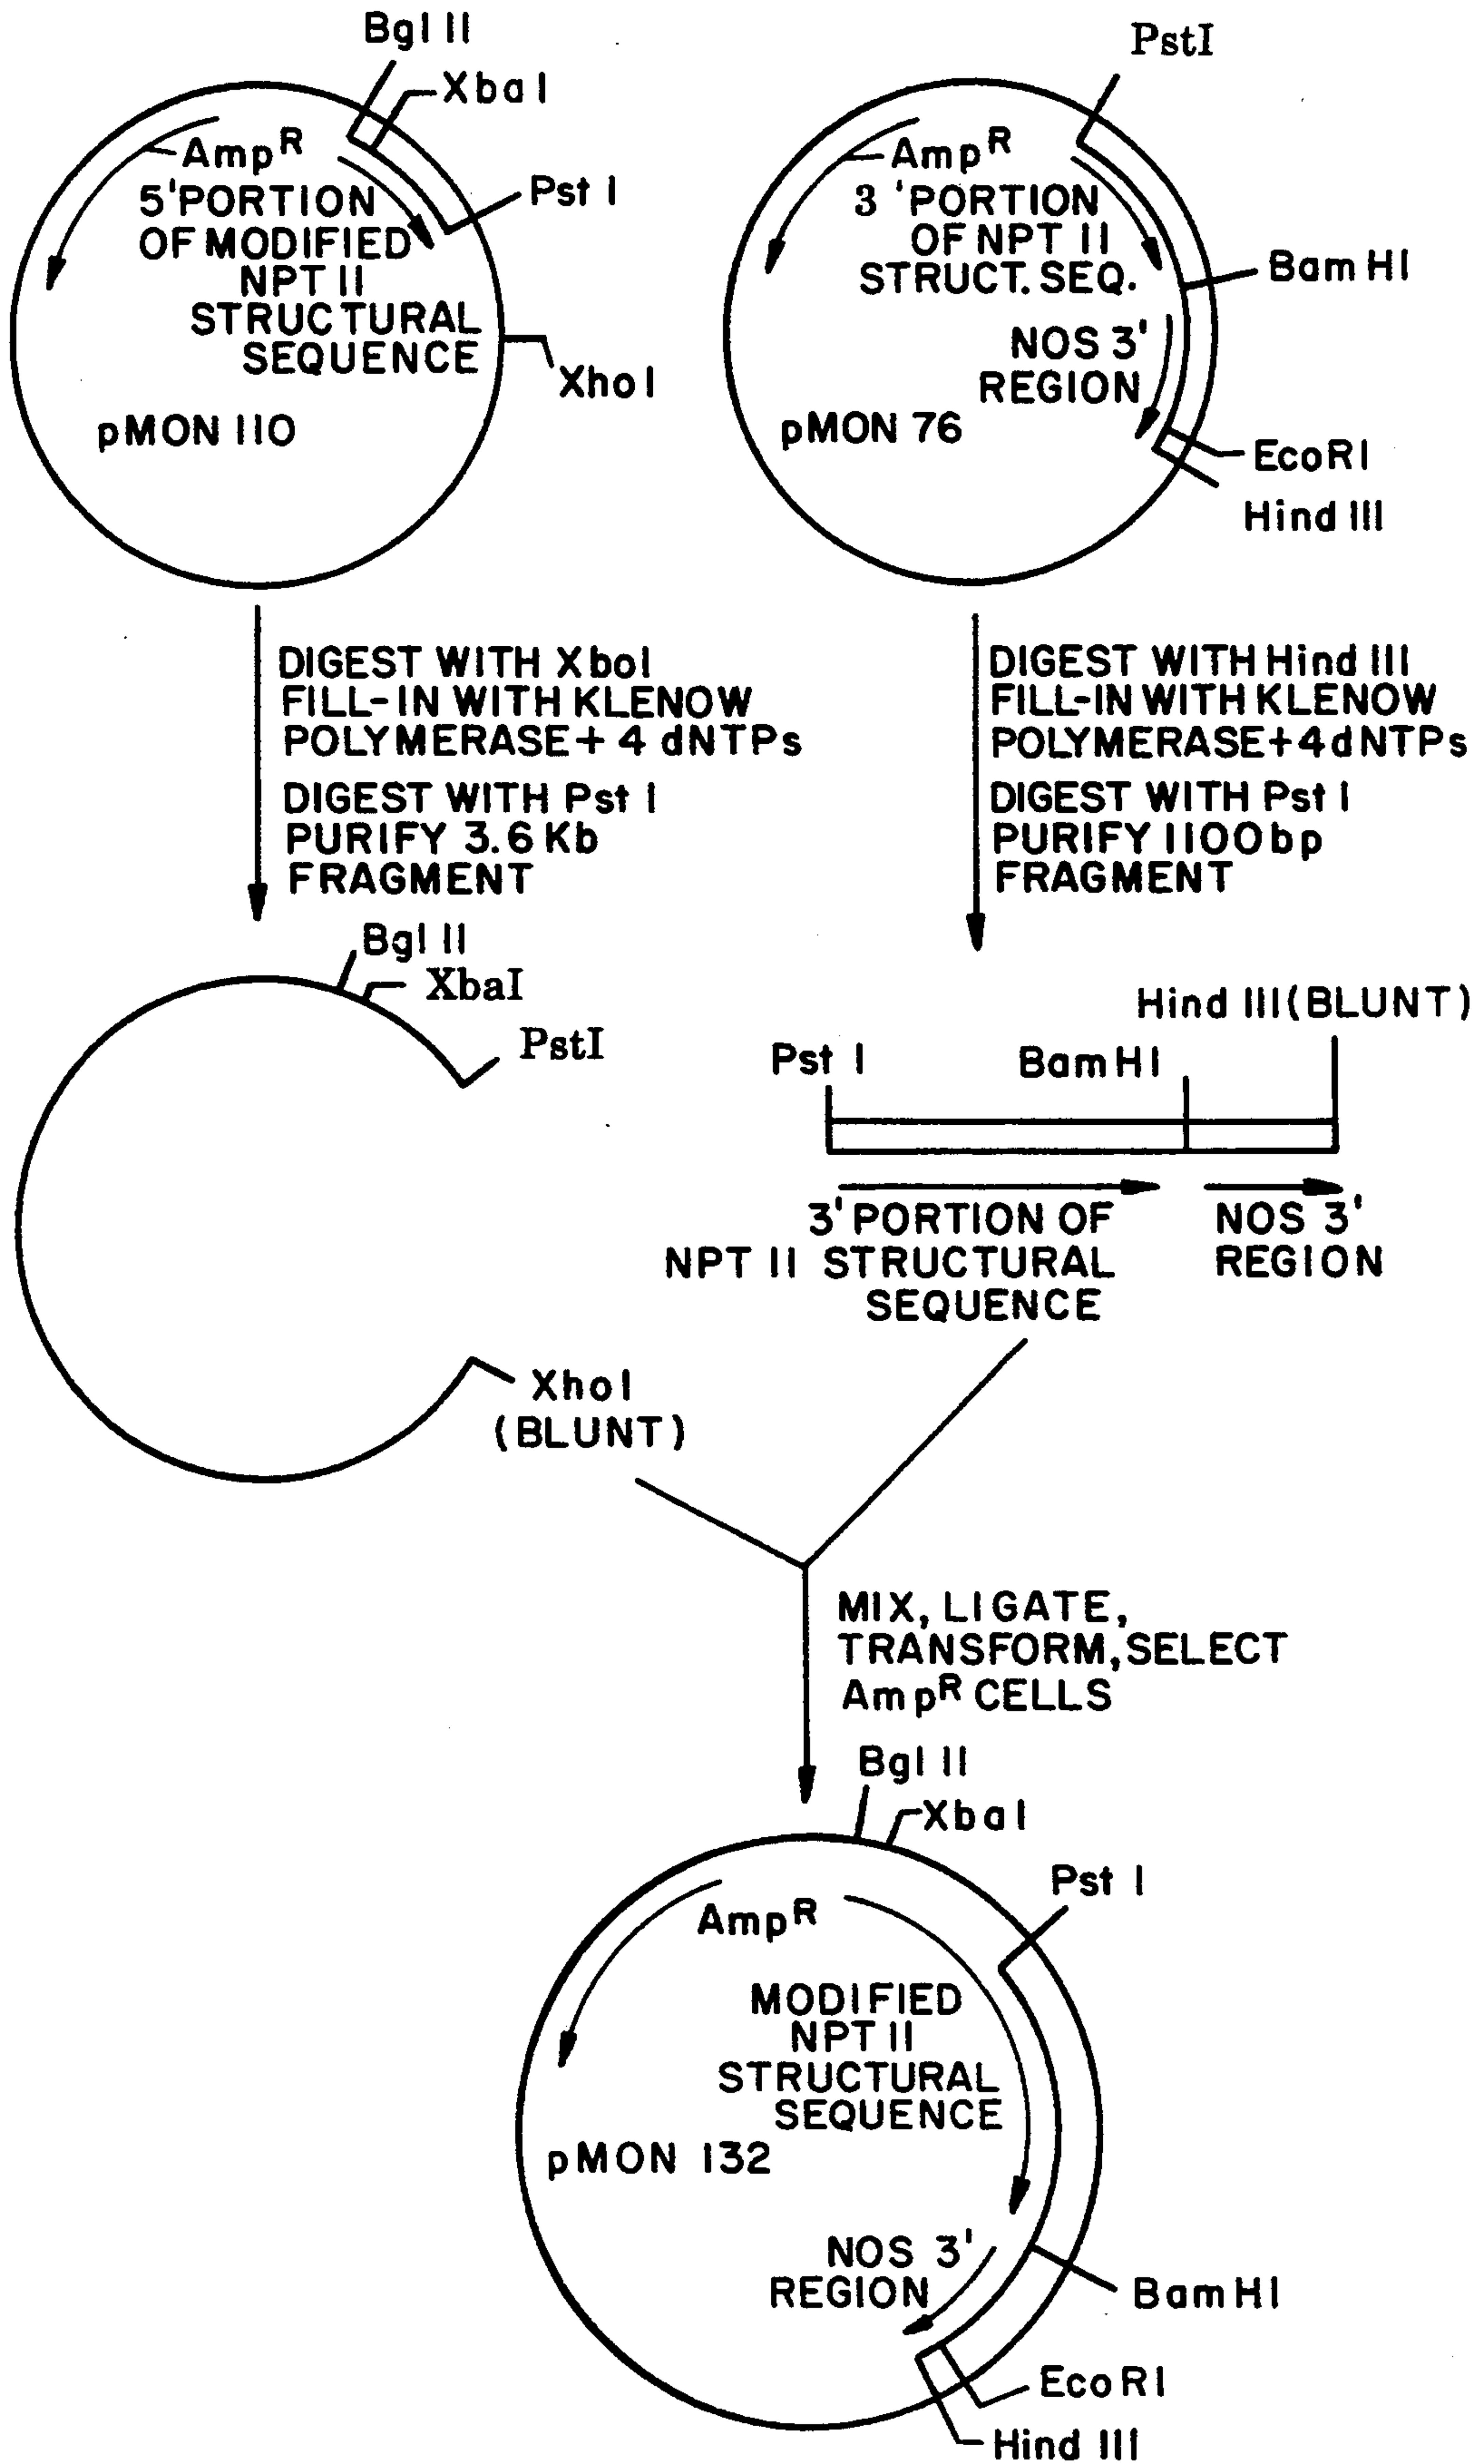 Bgl II
Xba I
Amp R
Pst I
5' PORTION
OF MODIFIED
NPT II
STRUCTURAL
SEQUENCE
Xho I
pMON 110
PstI
Amp R
3 'PORTION
OF NPT II
STRUCT. SEQ.
Bam HI
NOS 3'
REGION
pMON 76
EcoRI
Hind III
DIGEST WITH XboI
FILL-IN WITH KLENOW
POLYMERASE + 4 dNTPs
DIGEST WITH Pst I
PURIFY 3.6 Kb
FRAGMENT
DIGEST WITH Hind III
FILL-IN WITH KLENOW
POLYMERASE+4dNTPs
DIGEST WITH Pst I
PURIFY 1100bp
FRAGMENT
Bgl II
XbaI
PstI
Xho I
(BLUNT)
Hind III (BLUNT)
Pst I
Bam HI
3' PORTION OF
NPT II STRUCTURAL
SEQUENCE
NOS 3'
REGION
MIX, LIGATE,
TRANSFORM, SELECT
Amp R CELLS
Bgl II
Xba I
Pst I
Amp R
MODIFIED
NPT II
STRUCTURAL
SEQUENCE
pMON 132
NOS 3'
REGION
Bam HI
Eco RI
Hind III